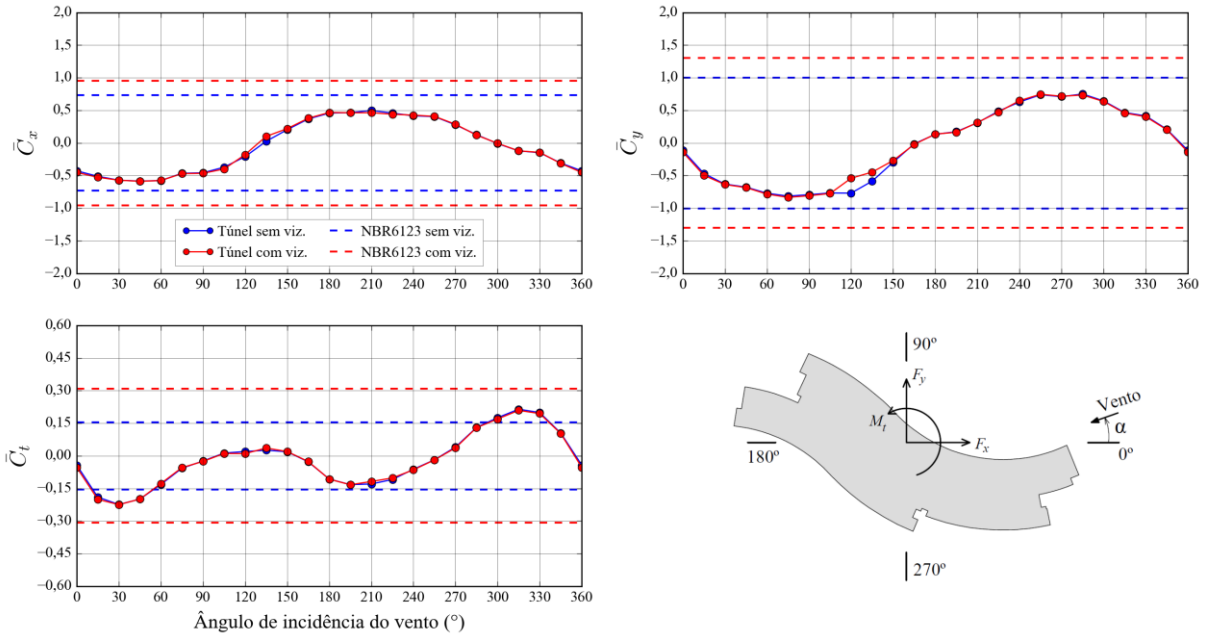 2,0
1,5
1,0
0,5
0,0
−0,5
−1,0
−1,5
−2,0
C̄x
0 30 60 90 120 150 180 210 240 270 300 330 360
Túnel sem viz. NBR6123 sem viz.
Túnel com viz. NBR6123 com viz.
2,0
1,5
1,0
0,5
0,0
−0,5
−1,0
−1,5
−2,0
C̄y
0 30 60 90 120 150 180 210 240 270 300 330 360
0,60
0,45
0,30
0,15
0,00
−0,15
−0,30
−0,45
−0,60
C̄t
0 30 60 90 120 150 180 210 240 270 300 330 360
Ângulo de incidência do vento (°)
90º
Fy
Vento
Mt
α
Fx
180º
0º
270º